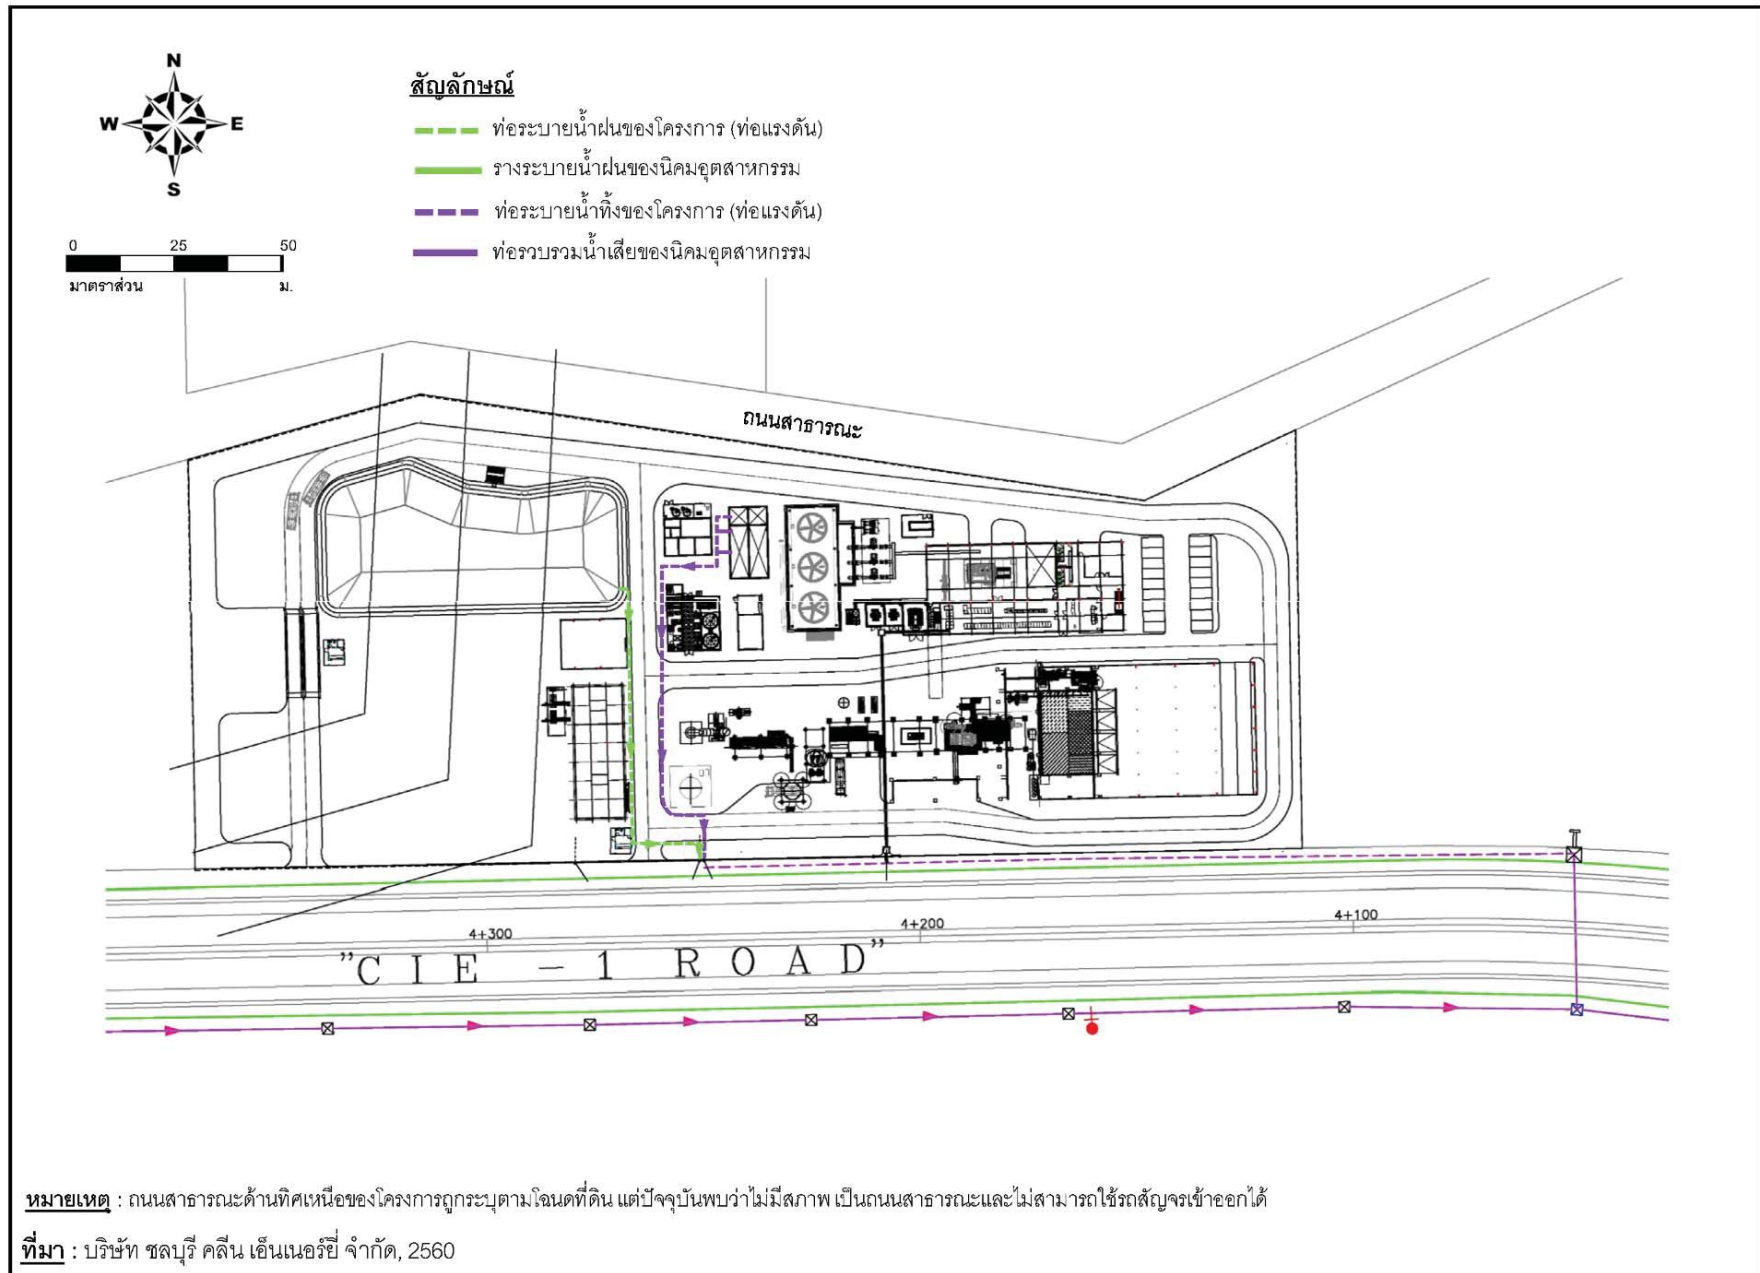 N
สัญลักษณ์
W E
ท่อระบายน้ำฝนของโครงการ (ท่อแรงดัน)
รางระบายน้ำฝนของนิคมอุตสาหกรรม
S
ท่อระบายน้ำทิ้งของโครงการ (ท่อแรงดัน)
0 25 50
ท่อรวบรวมน้ำเสียของนิคมอุตสาหกรรม
มาตราส่วน ม.
ถนนสาธารณะ
4+300
4+200
4+100
"CIE - 1 ROAD"
หมายเหตุ : ถนนสาธารณะด้านทิศเหนือของโครงการถูกระบุตามโฉนดที่ดิน แต่ปัจจุบันพบว่าไม่มีสภาพ เป็นถนนสาธารณะและไม่สามารถใช้รถสัญจรเข้าออกได้
ที่มา : บริษัท ชลบุรี คลีน เอ็นเนอร์ยี่ จำกัด, 2560